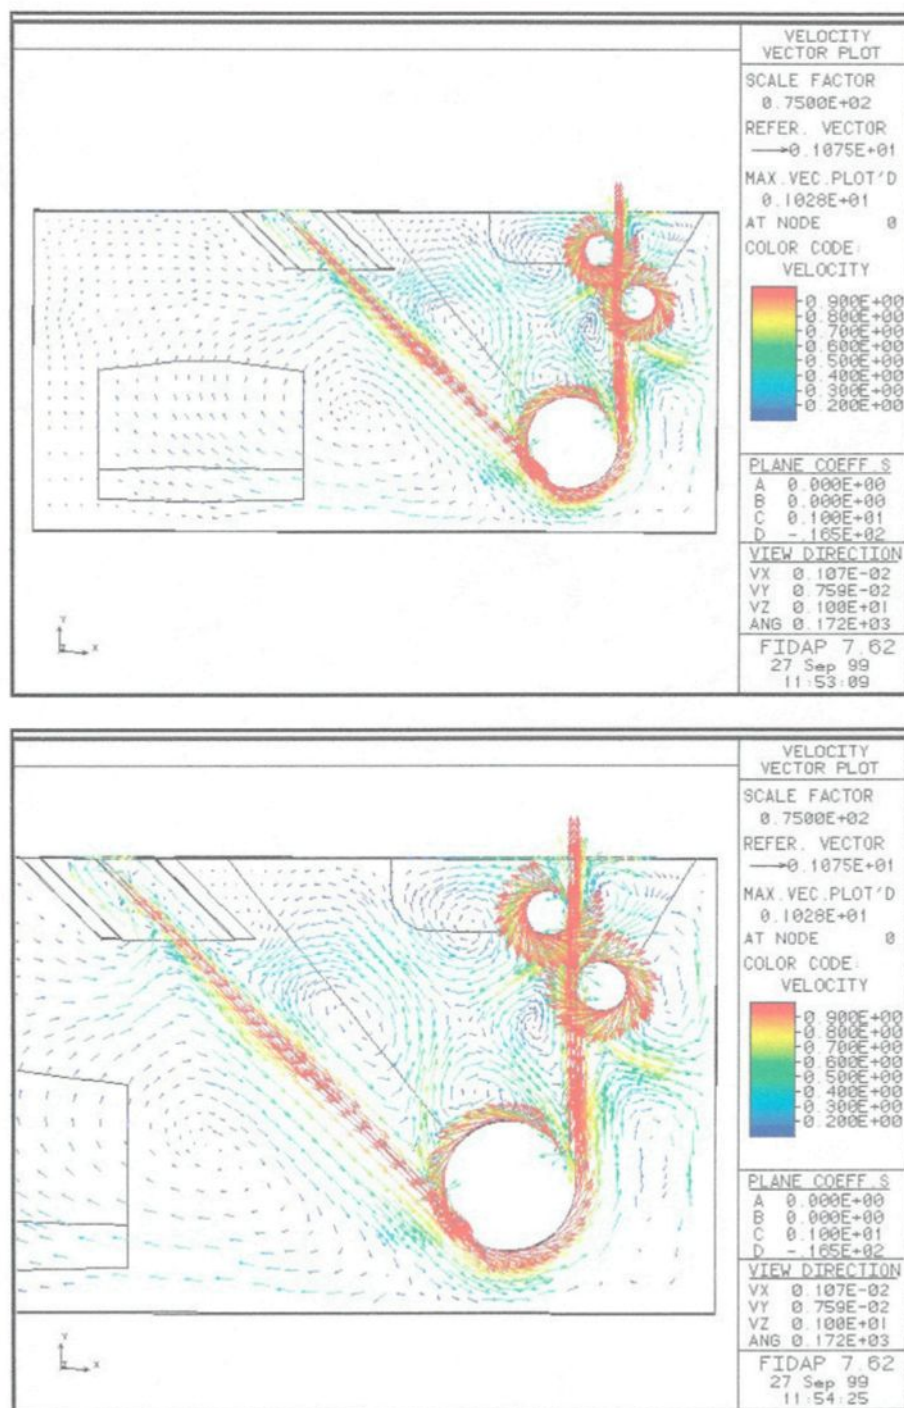 VELOCITY
VECTOR PLOT
SCALE FACTOR
0.7500E+02
REFER. VECTOR
0.1075E+01
MAX.VEC.PLOT'D
0.1028E+01
AT NODE 0
COLOR CODE:
VELOCITY
0.900E+00
0.800E+00
0.700E+00
0.600E+00
0.500E+00
0.400E+00
0.300E+00
0.200E+00
PLANE COEFF.S
A 0.000E+00
B 0.000E+00
C 0.100E+01
D -.165E+02
VIEW DIRECTION
VX 0.107E-02
VY 0.759E-02
VZ 0.100E+01
ANG 0.172E+03
FIDAP 7.62
27 Sep 99
11:53:09
Y
Z X
VELOCITY
VECTOR PLOT
SCALE FACTOR
0.7500E+02
REFER. VECTOR
0.1075E+01
MAX.VEC.PLOT'D
0.1028E+01
AT NODE 0
COLOR CODE:
VELOCITY
0.900E+00
0.800E+00
0.700E+00
0.600E+00
0.500E+00
0.400E+00
0.300E+00
0.200E+00
PLANE COEFF.S
A 0.000E+00
B 0.000E+00
C 0.100E+01
D -.165E+02
VIEW DIRECTION
VX 0.107E-02
VY 0.759E-02
VZ 0.100E+01
ANG 0.172E+03
FIDAP 7.62
27 Sep 99
11:54:25
Y
Z X